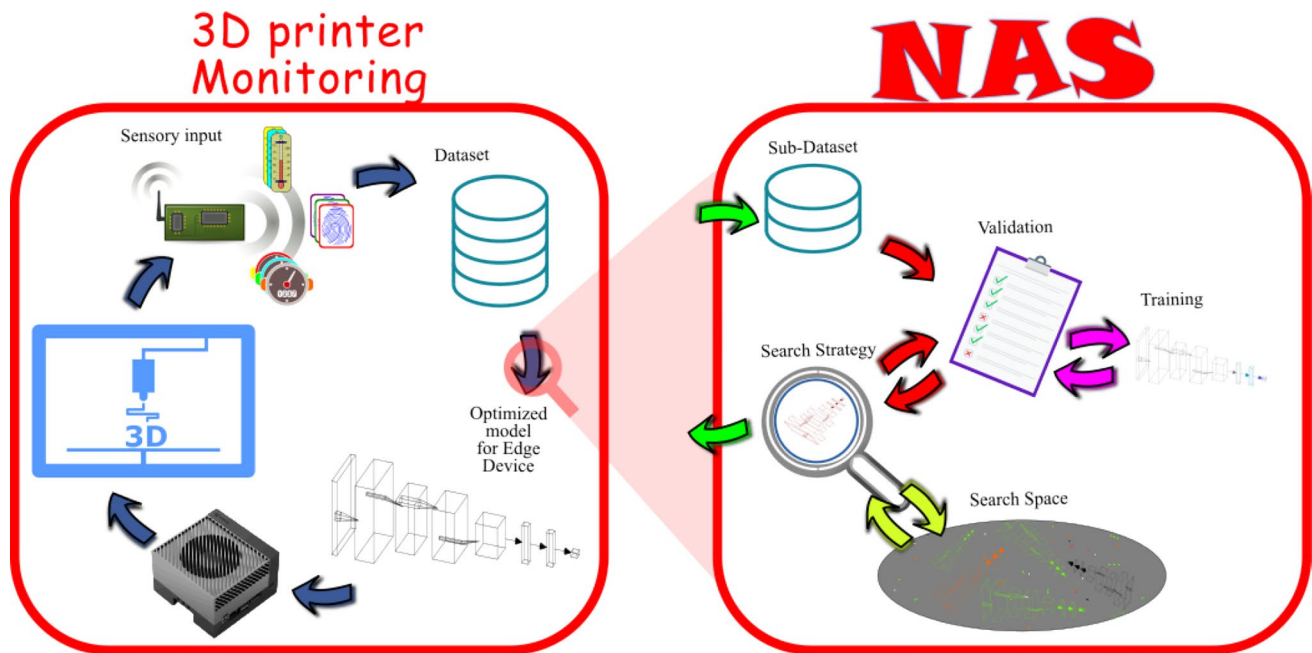 3D printer
Monitoring
NAS
Sensory input
Dataset
3D
Optimized
model
for Edge
Device
Sub-Dataset
Validation
Training
Search Strategy
Search Space